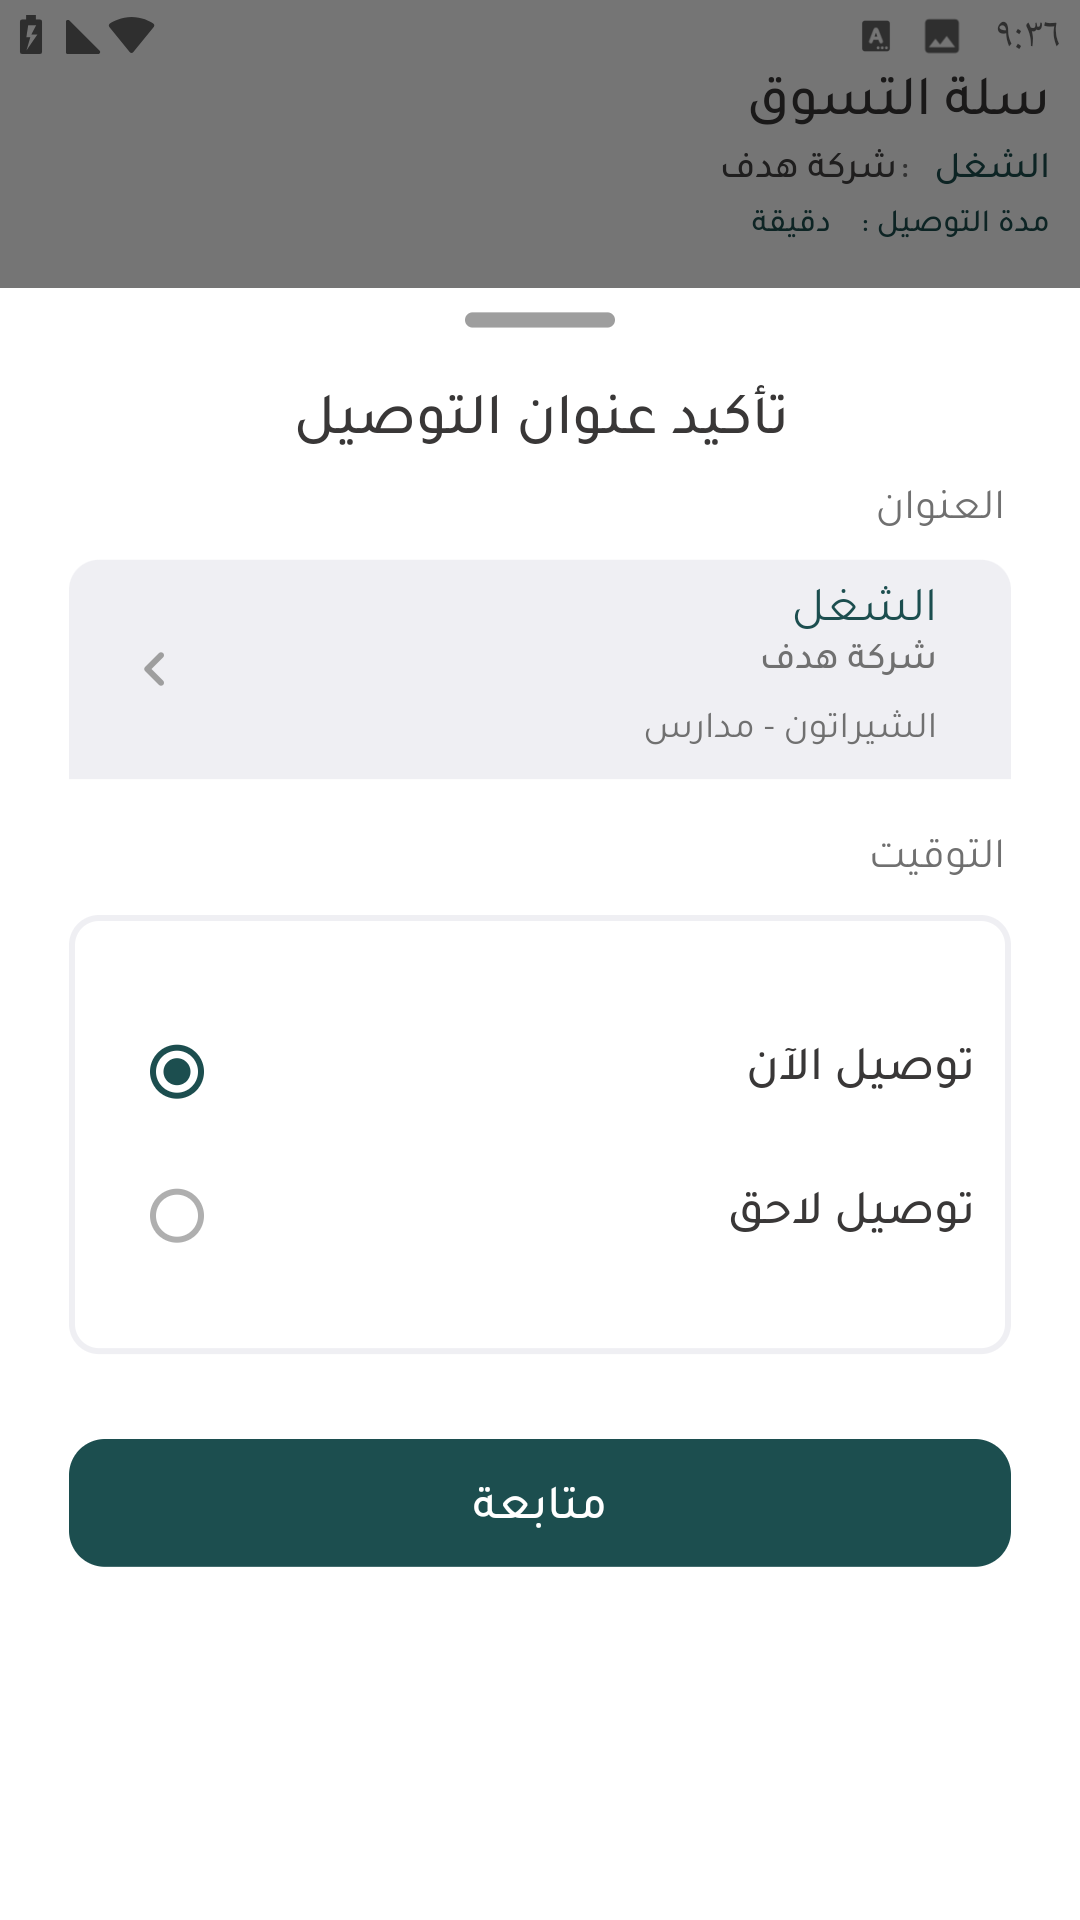 ٩:٣٦
سلة التسوق
الشغل : شركة هدف
مدة التوصيل : دقيقة
تأكيد عنوان التوصيل
العنوان
الشغل
شركة هدف
الشيراتون - مدارس
التوقيت
توصيل الآن
توصيل لاحق
متابعة